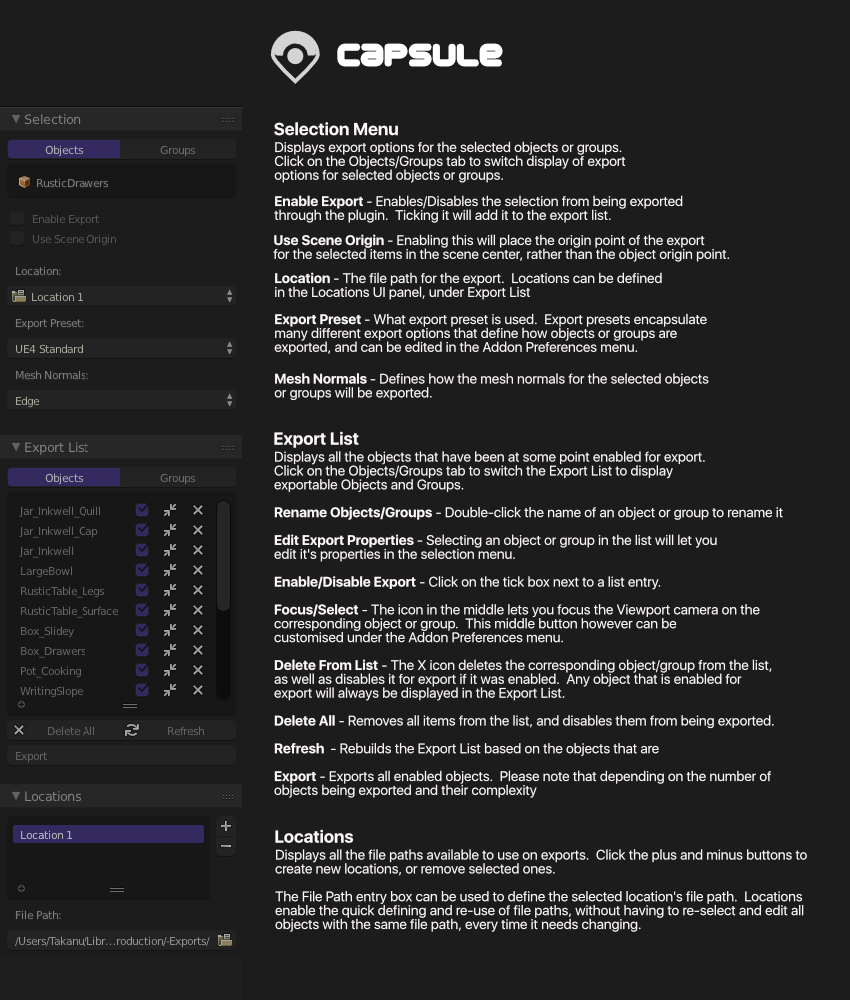 CAPSULE
Selection
Objects
Groups
RusticDrawers
Enable Export
Use Scene Origin
Location:
Location 1
Export Preset:
UE4 Standard
Mesh Normals:
Edge
Export List
Objects
Groups
Jar_Inkwell_Quill
Jar_Inkwell_Cap
Jar_Inkwell
LargeBowl
RusticTable_Legs
RusticTable_Surface
Box_Slidey
Box_Drawers
Pot_Cooking
WritingSlope
Delete All
Refresh
Export
Locations
Location 1
File Path:
/Users/Takanu/Libr...roduction/-Exports/
Selection Menu
Displays export options for the selected objects or groups.
Click on the Objects/Groups tab to switch display of export
options for selected objects or groups.
Enable Export - Enables/Disables the selection from being exported
through the plugin.  Ticking it will add it to the export list.
Use Scene Origin - Enabling this will place the origin point of the export
for the selected items in the scene center, rather than the object origin point.
Location - The file path for the export.  Locations can be defined
in the Locations UI panel, under Export List
Export Preset - What export preset is used.  Export presets encapsulate
many different export options that define how objects or groups are
exported, and can be edited in the Addon Preferences menu.
Mesh Normals - Defines how the mesh normals for the selected objects
or groups will be exported.
Export List
Displays all the objects that have been at some point enabled for export.
Click on the Objects/Groups tab to switch the Export List to display
exportable Objects and Groups.
Rename Objects/Groups - Double-click the name of an object or group to rename it
Edit Export Properties - Selecting an object or group in the list will let you
edit it's properties in the selection menu.
Enable/Disable Export - Click on the tick box next to a list entry.
Focus/Select - The icon in the middle lets you focus the Viewport camera on the
corresponding object or group.  This middle button however can be
customised under the Addon Preferences menu.
Delete From List - The X icon deletes the corresponding object/group from the list,
as well as disables it for export if it was enabled.  Any object that is enabled for
export will always be displayed in the Export List.
Delete All - Removes all items from the list, and disables them from being exported.
Refresh  - Rebuilds the Export List based on the objects that are
Export - Exports all enabled objects.  Please note that depending on the number of
objects being exported and their complexity
Locations
Displays all the file paths available to use on exports.  Click the plus and minus buttons to
create new locations, or remove selected ones.
The File Path entry box can be used to define the selected location's file path.  Locations
enable the quick defining and re-use of file paths, without having to re-select and edit all
objects with the same file path, every time it needs changing.